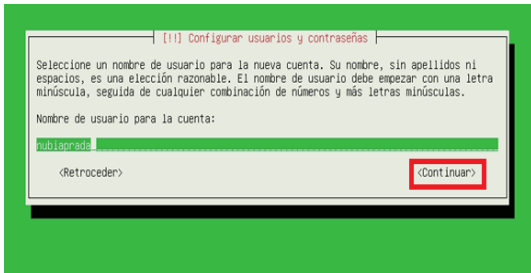 [!!] Configurar usuarios y contraseñas
Seleccione un nombre de usuario para la nueva cuenta. Su nombre, sin apellidos ni
espacios, es una elección razonable. El nombre de usuario debe empezar con una letra
minúscula, seguida de cualquier combinación de números y más letras minúsculas.
Nombre de usuario para la cuenta:
nubiaprada
<Retroceder> <Continuar>